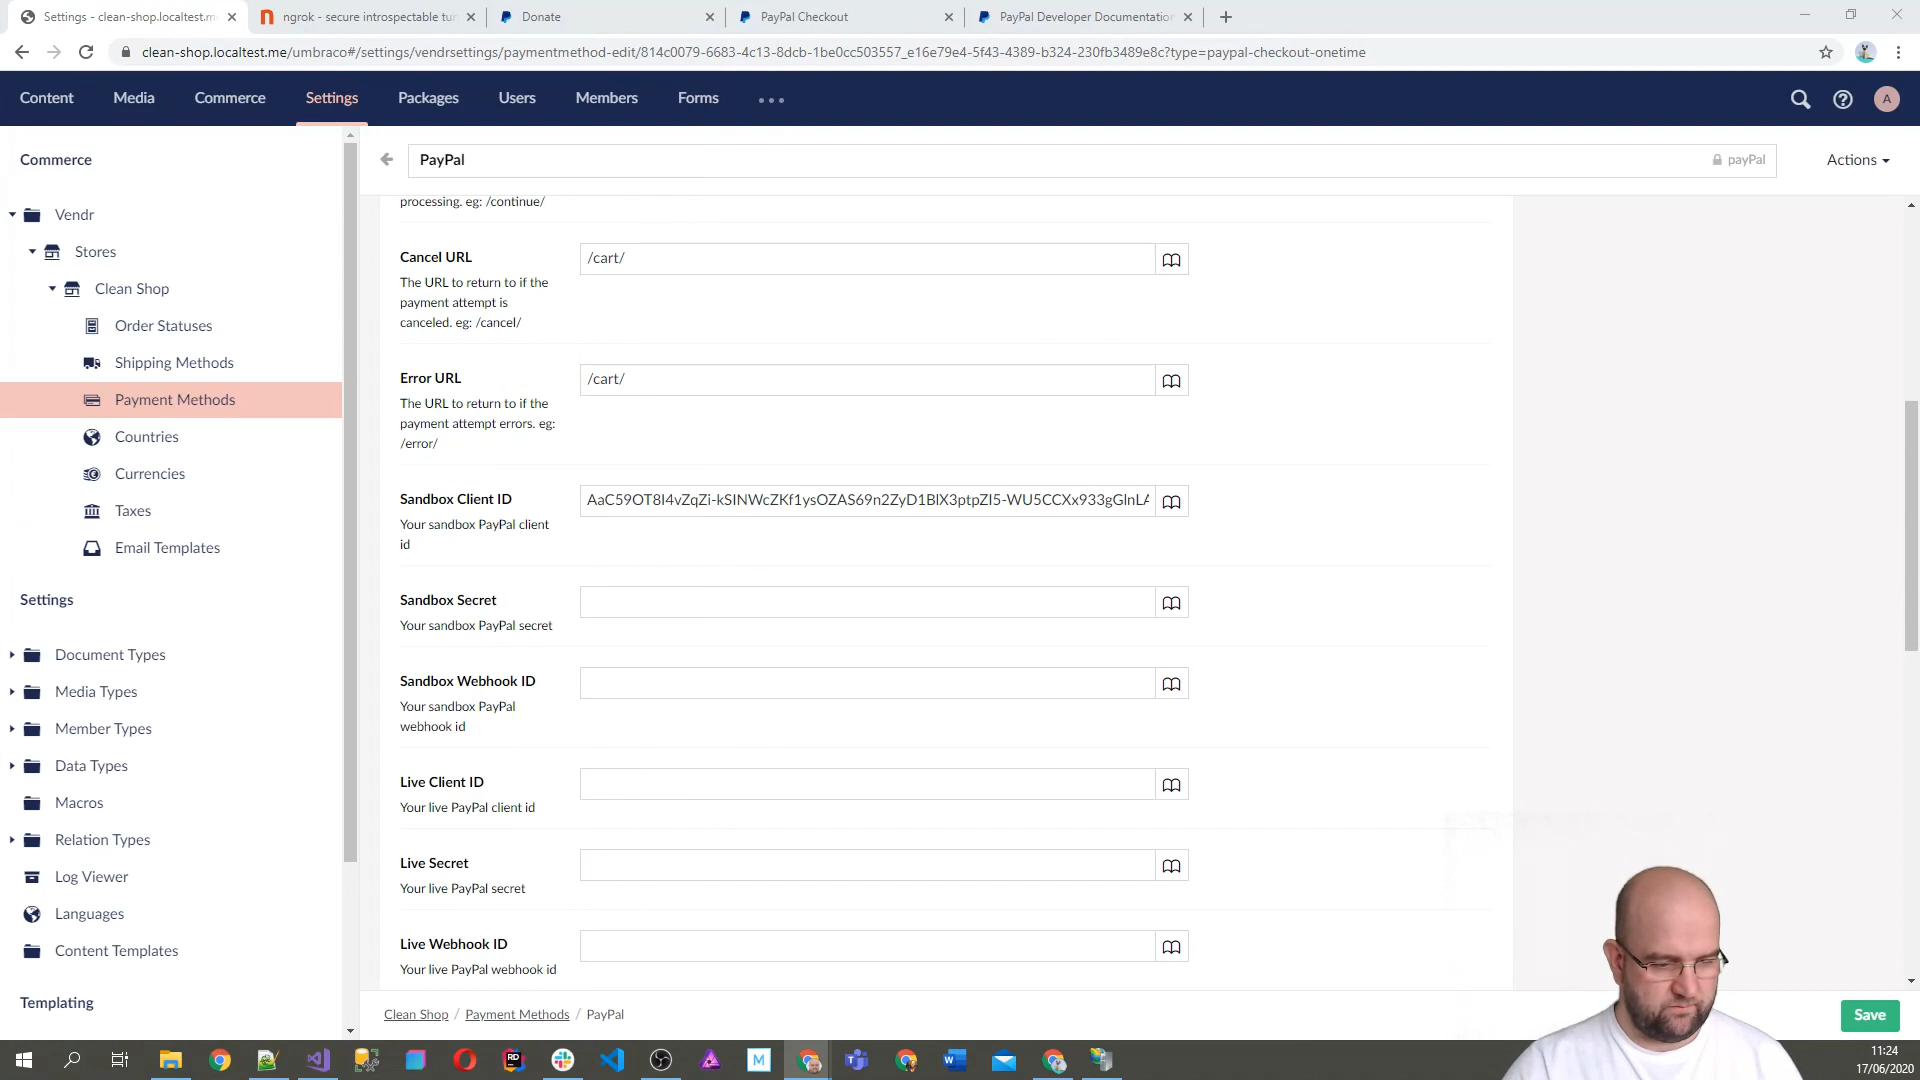 Settings - clean-shop.localtest.m
ngrok - secure introspectable tun
Donate
PayPal Checkout
PayPal Developer Documentation
clean-shop.localtest.me/umbraco#/settings/vendrsettings/paymentmethod-edit/814c0079-6683-4c13-8dcb-1be0cc503557_e16e79e4-5f43-4389-b324-230fb3489e8c?type=paypal-checkout-onetime
Content
Media
Commerce
Settings
Packages
Users
Members
Forms
A
Commerce
Vendr
Stores
Clean Shop
Order Statuses
Shipping Methods
Payment Methods
Countries
Currencies
Taxes
Email Templates
Settings
Document Types
Media Types
Member Types
Data Types
Macros
Relation Types
Log Viewer
Languages
Content Templates
Templating
PayPal
payPal
Actions
processing. eg: /continue/
Cancel URL
/cart/
The URL to return to if the
payment attempt is
canceled. eg: /cancel/
Error URL
/cart/
The URL to return to if the
payment attempt errors. eg:
/error/
Sandbox Client ID
AaC59OT8I4vZqZi-kSINWcZKf1ysOZAS69n2ZyD1BlX3ptpZI5-WU5CCXx933gGlnLA
Your sandbox PayPal client
id
Sandbox Secret
Your sandbox PayPal secret
Sandbox Webhook ID
Your sandbox PayPal
webhook id
Live Client ID
Your live PayPal client id
Live Secret
Your live PayPal secret
Live Webhook ID
Your live PayPal webhook id
Clean Shop / Payment Methods / PayPal
Save
11:24
17/06/2020